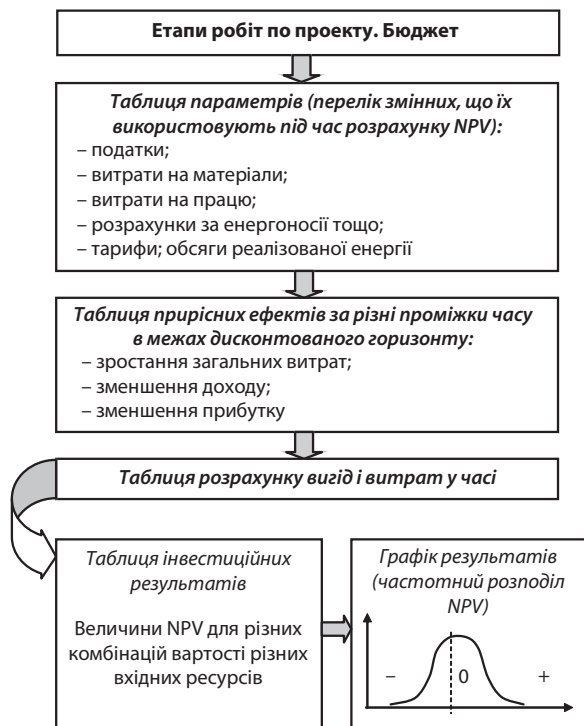 Етапи робіт по проекту. Бюджет
Таблиця параметрів (перелік змінних, що їх
використовують під час розрахунку NPV):
– податки;
– витрати на матеріали;
– витрати на працю;
– розрахунки за енергоносії тощо;
– тарифи; обсяги реалізованої енергії
Таблиця прирісних ефектів за різні проміжки часу
в межах дисконтованого горизонту:
– зростання загальних витрат;
– зменшення доходу;
– зменшення прибутку
Таблиця розрахунку вигід і витрат у часі
Таблиця інвестиційних
результатів
Величини NPV для різних
комбінацій вартості різних
вхідних ресурсів
Графік результатів
(частотний розподіл
NPV)
– 0 +